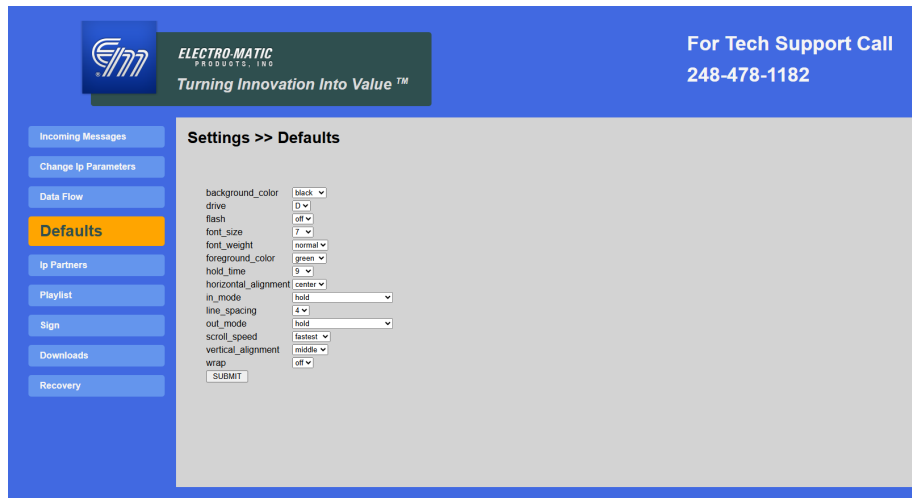 Em
ELECTRO-MATIC
PRODUCTS, INC
Turning Innovation Into Value ™
For Tech Support Call
248-478-1182
Incoming Messages
Change Ip Parameters
Data Flow
Defaults
Ip Partners
Playlist
Sign
Downloads
Recovery
Settings >> Defaults
background_color black
drive D
flash off
font_size 7
font_weight normal
foreground_color green
hold_time 9
horizontal_alignment center
in_mode hold
line_spacing 4
out_mode hold
scroll_speed fastest
vertical_alignment middle
wrap off
SUBMIT